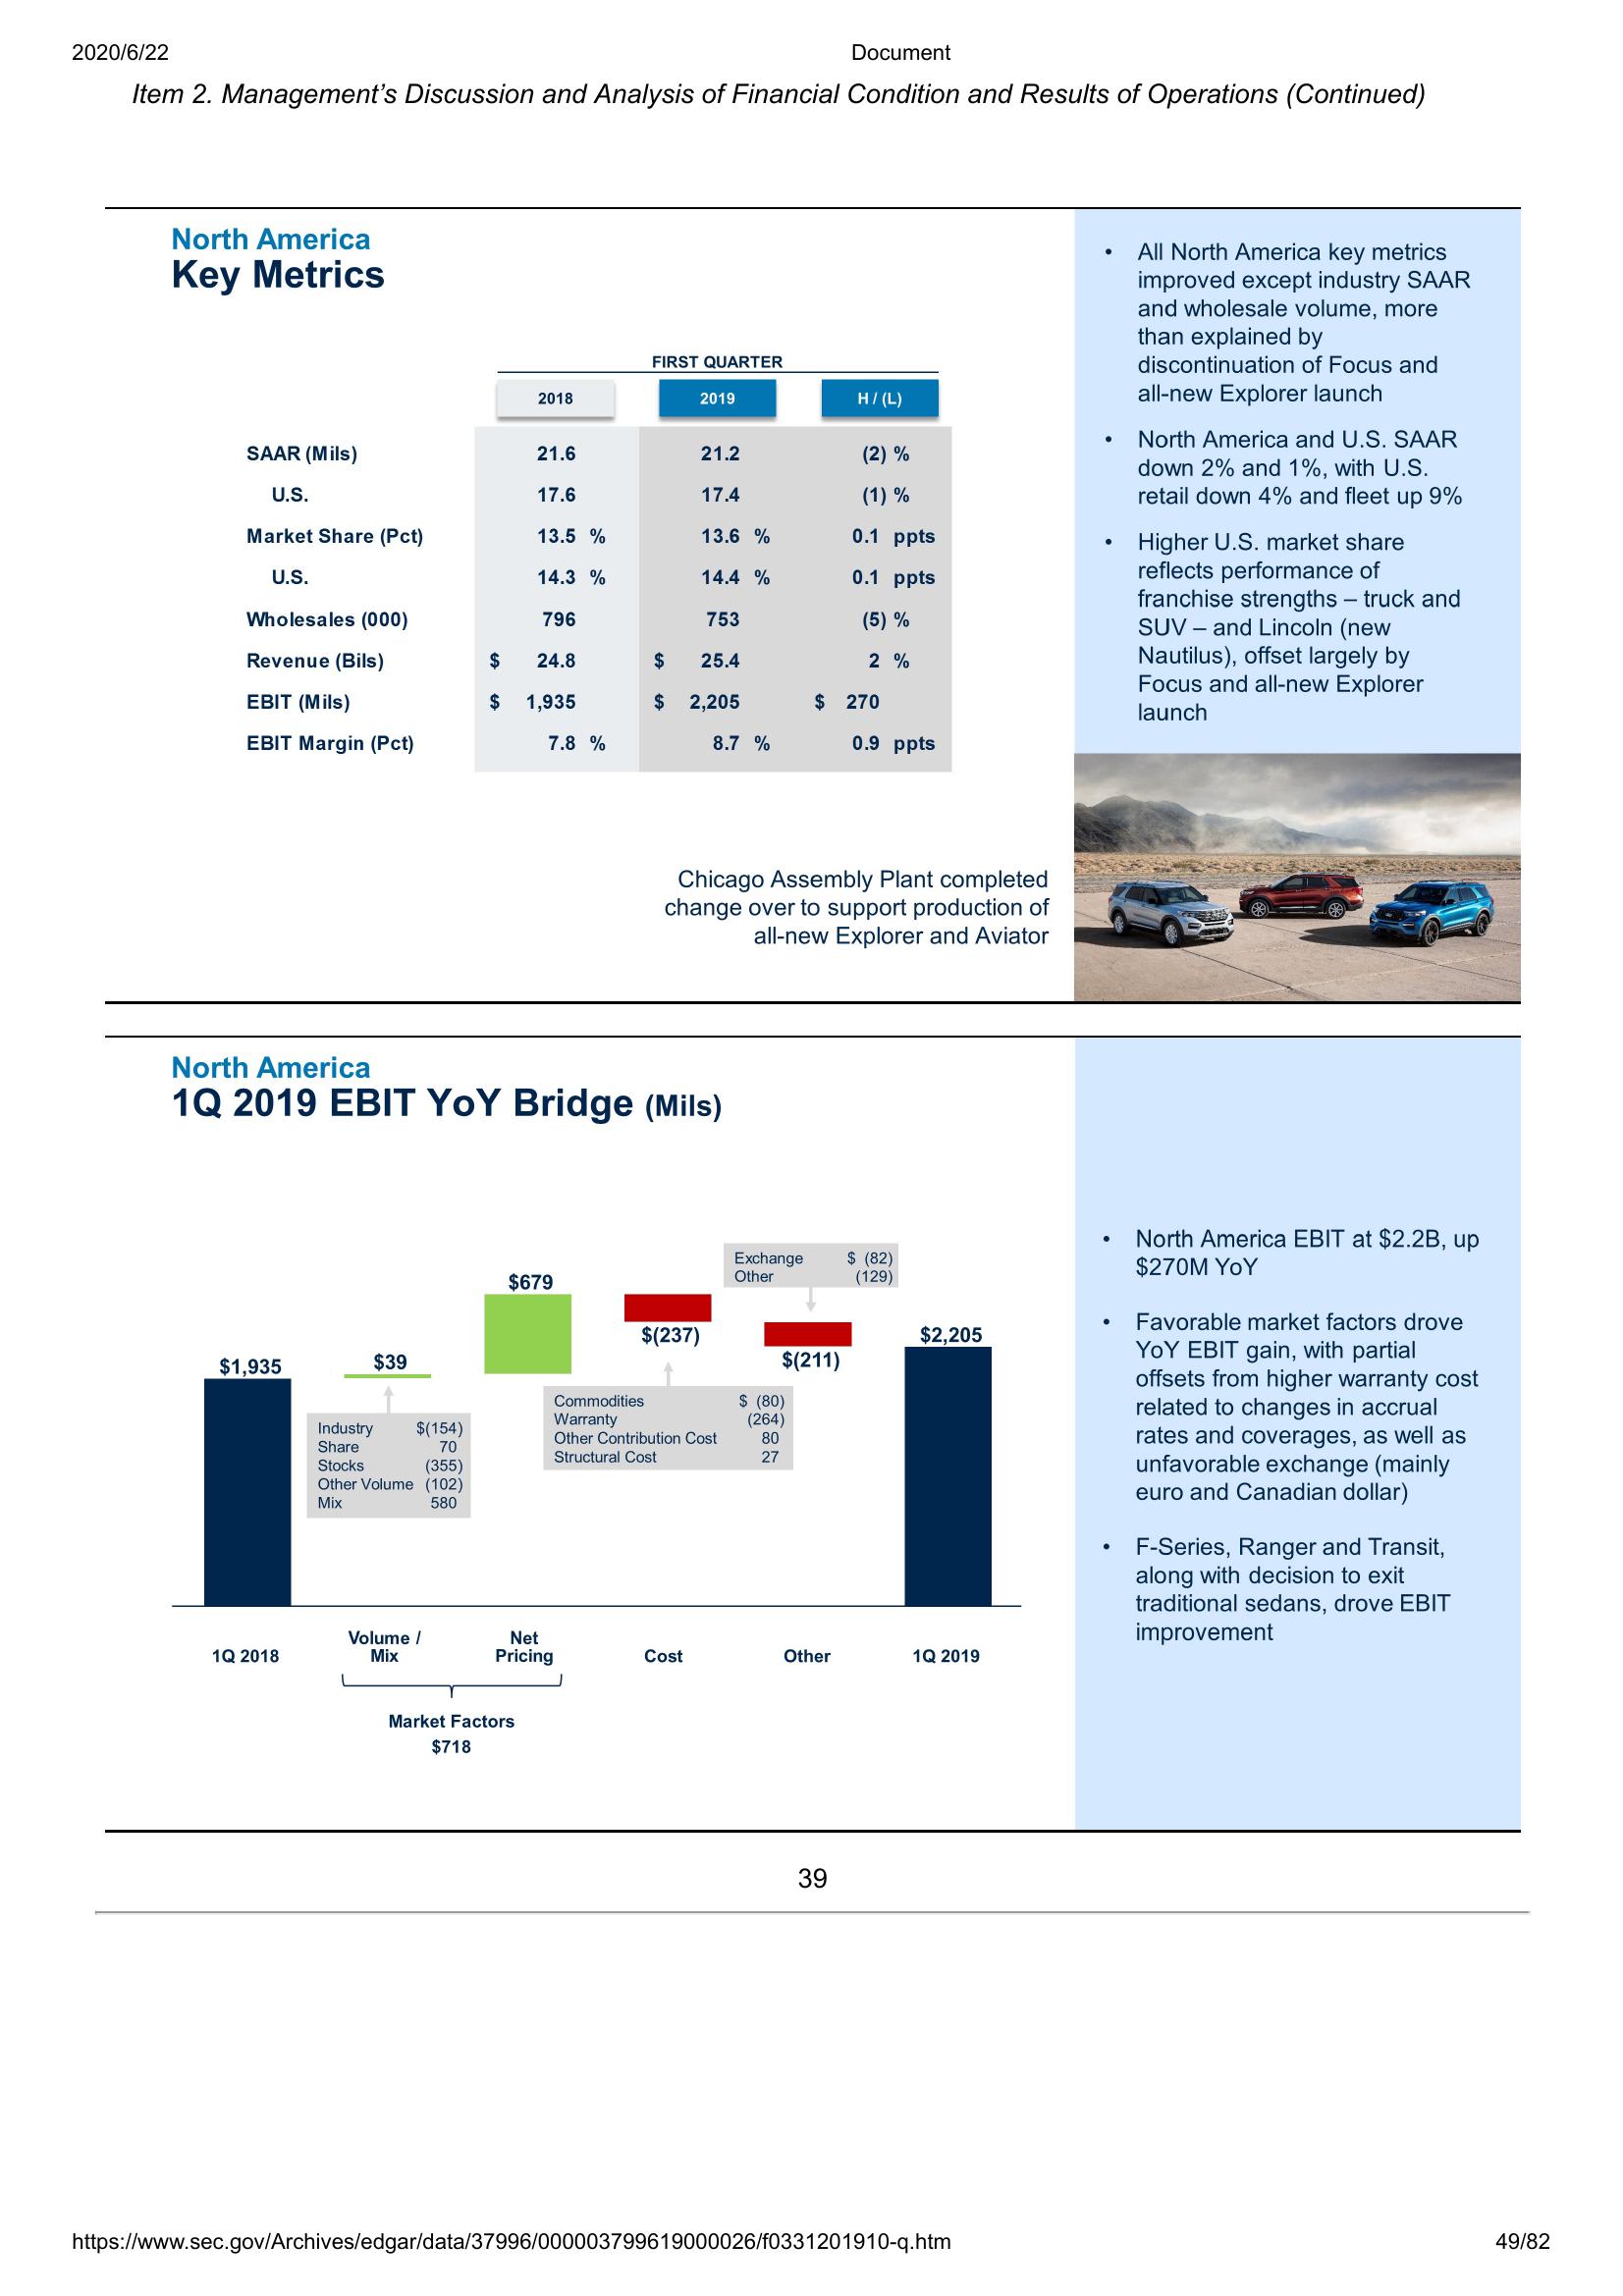 2020/6/22 Document
Item 2. Management’s Discussion and Analysis of Financial Condition and Results of Operations (Continued)
North America
Key Metrics
FIRST QUARTER
2018 2019 H / (L)
SAAR (Mils) 21.6 21.2 (2) %
U.S. 17.6 17.4 (1) %
Market Share (Pct) 13.5 % 13.6 % 0.1 ppts
U.S. 14.3 % 14.4 % 0.1 ppts
Wholesales (000) 796 753 (5) %
Revenue (Bils) $ 24.8 $ 25.4 2 %
EBIT (Mils) $ 1,935 $ 2,205 $ 270
EBIT Margin (Pct) 7.8 % 8.7 % 0.9 ppts
Chicago Assembly Plant completed
change over to support production of
all-new Explorer and Aviator
• All North America key metrics
improved except industry SAAR
and wholesale volume, more
than explained by
discontinuation of Focus and
all-new Explorer launch
• North America and U.S. SAAR
down 2% and 1%, with U.S.
retail down 4% and fleet up 9%
• Higher U.S. market share
reflects performance of
franchise strengths – truck and
SUV – and Lincoln (new
Nautilus), offset largely by
Focus and all-new Explorer
launch
North America
1Q 2019 EBIT YoY Bridge (Mils)
$1,935
$39
Industry $(154)
Share 70
Stocks (355)
Other Volume (102)
Mix 580
$679
$(237)
Commodities $ (80)
Warranty (264)
Other Contribution Cost 80
Structural Cost 27
Exchange $ (82)
Other (129)
$(211)
$2,205
1Q 2018
Volume /
Mix
Net
Pricing
Cost
Other
1Q 2019
Market Factors
$718
• North America EBIT at $2.2B, up
$270M YoY
• Favorable market factors drove
YoY EBIT gain, with partial
offsets from higher warranty cost
related to changes in accrual
rates and coverages, as well as
unfavorable exchange (mainly
euro and Canadian dollar)
• F-Series, Ranger and Transit,
along with decision to exit
traditional sedans, drove EBIT
improvement
39
https://www.sec.gov/Archives/edgar/data/37996/000003799619000026/f0331201910-q.htm 49/82